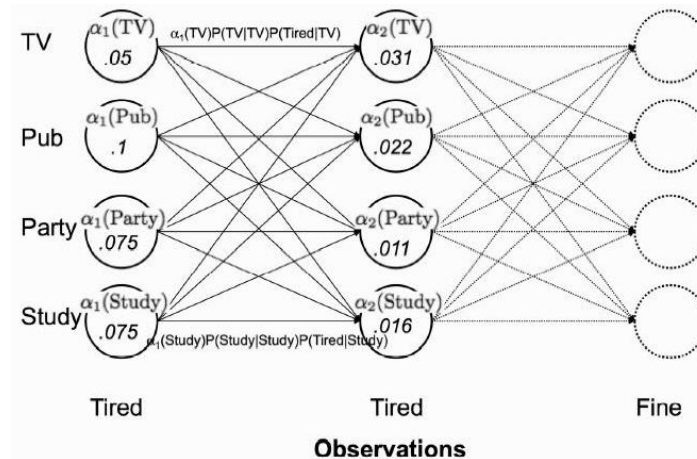 TV α₁(TV) α₁(TV)P(TV|TV)P(Tired|TV) α₂(TV)
.05 .031
Pub α₁(Pub) α₂(Pub)
.1 .022
Party α₁(Party) α₂(Party)
.075 .011
Study α₁(Study) α₂(Study)
.075 .016
α₁(Study)P(Study|Study)P(Tired|Study)
Tired Tired Fine
Observations